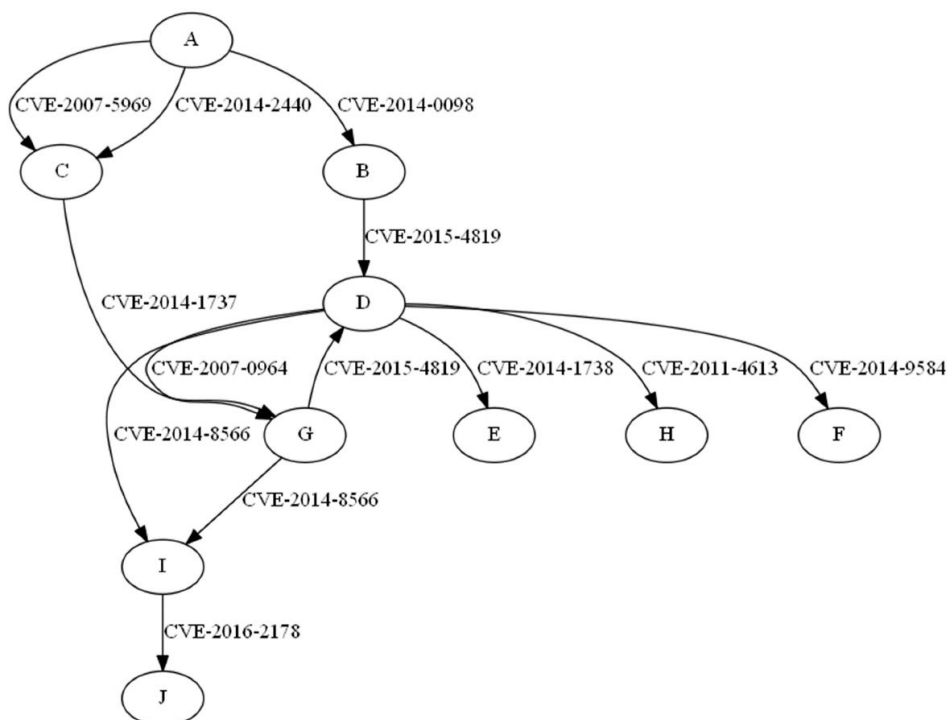 A
CVE-2007-5969
CVE-2014-2440
CVE-2014-0098
C
B
CVE-2015-4819
D
CVE-2014-1737
CVE-2007-0964
CVE-2015-4819
CVE-2014-1738
CVE-2011-4613
CVE-2014-9584
CVE-2014-8566
G
E
H
F
CVE-2014-8566
I
CVE-2016-2178
J